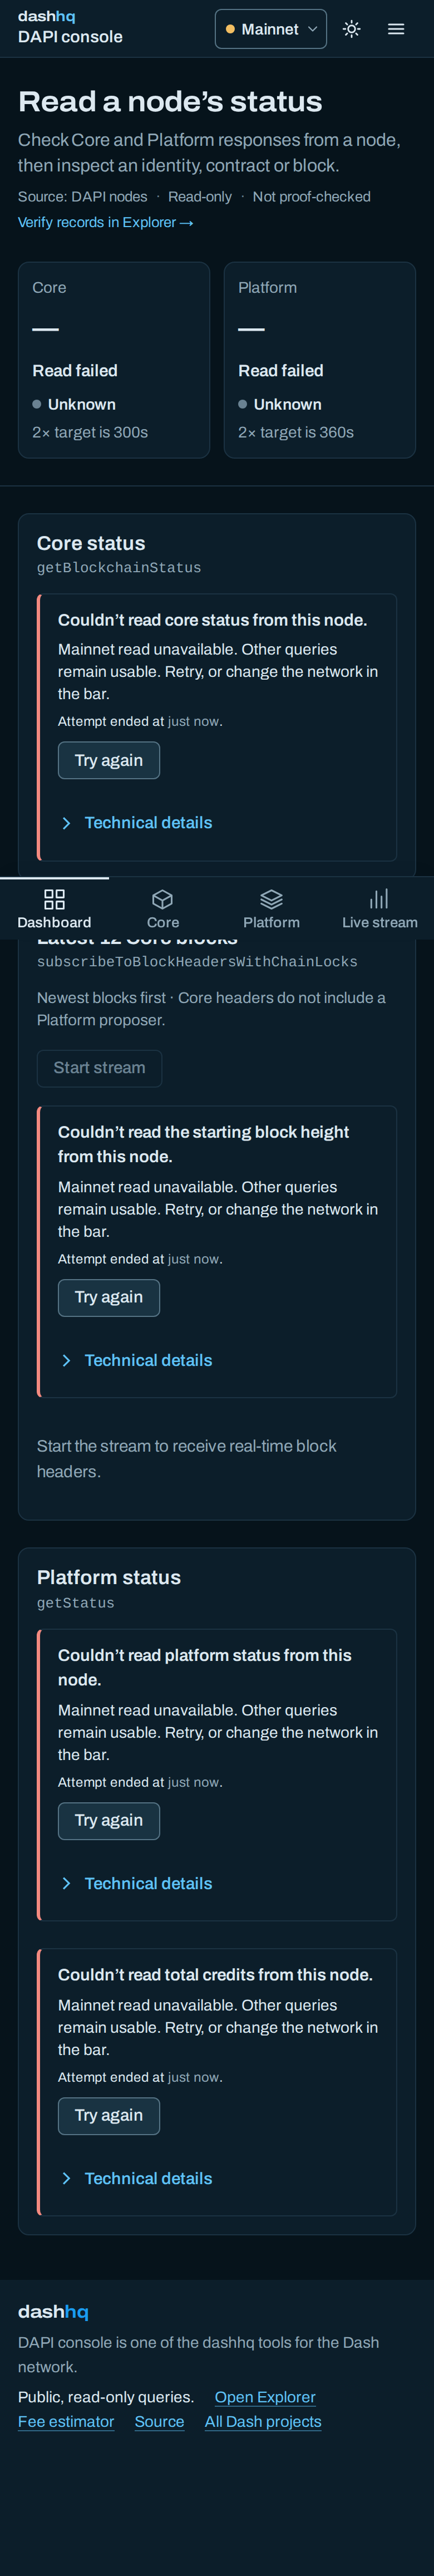 dashhq
DAPI console
Mainnet
Read a node’s status
Check Core and Platform responses from a node,
then inspect an identity, contract or block.
Source: DAPI nodes · Read-only · Not proof-checked
Verify records in Explorer →
Core
—
Read failed
Unknown
2× target is 300s
Platform
—
Read failed
Unknown
2× target is 360s
Core status
getBlockchainStatus
Couldn’t read core status from this node.
Mainnet read unavailable. Other queries
remain usable. Retry, or change the network in
the bar.
Attempt ended at just now.
Try again
Technical details
Dashboard
Core
Platform
Live stream
Latest 12 Core blocks
subscribeToBlockHeadersWithChainLocks
Newest blocks first · Core headers do not include a
Platform proposer.
Start stream
Couldn’t read the starting block height
from this node.
Mainnet read unavailable. Other queries
remain usable. Retry, or change the network in
the bar.
Attempt ended at just now.
Try again
Technical details
Start the stream to receive real-time block
headers.
Platform status
getStatus
Couldn’t read platform status from this
node.
Mainnet read unavailable. Other queries
remain usable. Retry, or change the network in
the bar.
Attempt ended at just now.
Try again
Technical details
Couldn’t read total credits from this node.
Mainnet read unavailable. Other queries
remain usable. Retry, or change the network in
the bar.
Attempt ended at just now.
Try again
Technical details
dashhq
DAPI console is one of the dashhq tools for the Dash
network.
Public, read-only queries. Open Explorer
Fee estimator Source All Dash projects